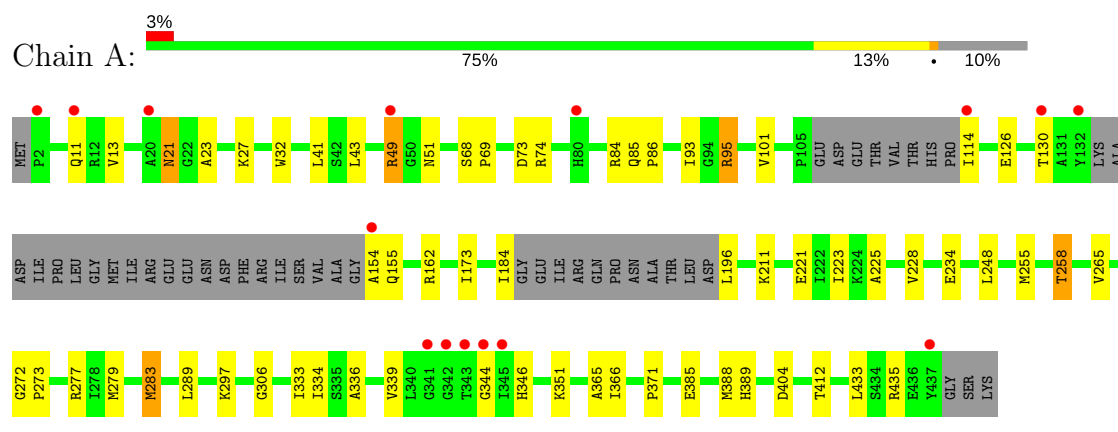 3%
Chain A:
75% 13% • 10%
MET P2 Q11 R12 V13 A20 N21 G22 A23 K27 W32 L41 S42 L43 R49 G50 N51 S68 P69 D73 R74 H80 R84 Q85 P86 I93 G94 R95 V101 P105 GLU ASP GLU THR VAL THR HIS PRO I114 E126 T130 A131 Y132 LYS ALA
ASP ILE PRO LEU GLY MET ILE ARG GLU GLU ASN ASP PHE ARG ILE SER VAL ALA GLY A154 Q155 R162 I173 I184 GLY GLU ILE ARG GLN PRO ASN ALA THR LEU ASP L196 K211 E221 I222 I223 K224 A225 V228 E234 L248 M255 T258 V265
G272 P273 R277 I278 M279 M283 L289 K297 G306 I333 I334 S335 A336 V339 L340 G341 G342 T343 G344 I345 H346 K351 A365 I366 P371 E385 M388 H389 D404 T412 L433 S434 R435 E436 Y437 GLY SER LYS